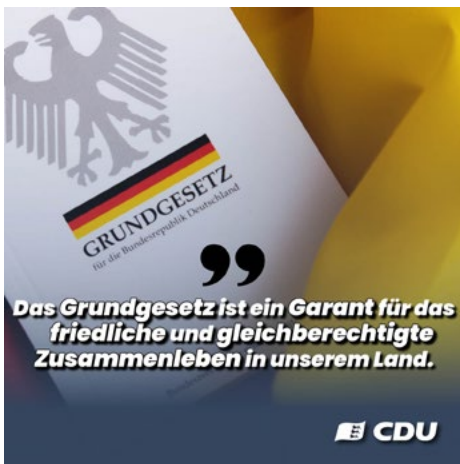 GRUNDGESETZ
für die Bundesrepublik Deutschland
”
Das Grundgesetz ist ein Garant für das
friedliche und gleichberechtigte
Zusammenleben in unserem Land.
CDU